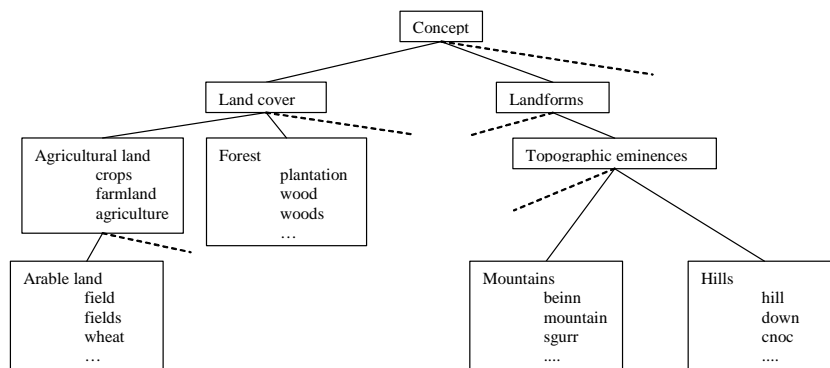 Concept
Land cover
Landforms
Agricultural land
crops
farmland
agriculture
Forest
plantation
wood
woods
…
Topographic eminences
Arable land
field
fields
wheat
…
Mountains
beinn
mountain
sgurr
....
Hills
hill
down
cnoc
....